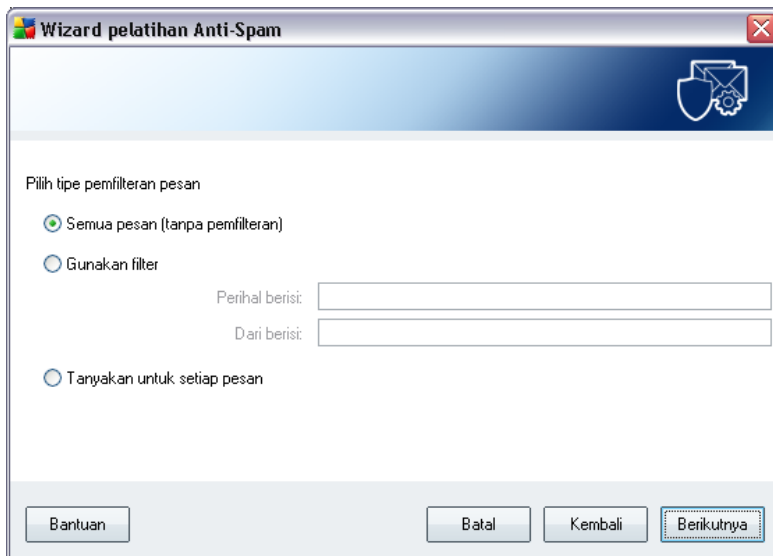 Wizard pelatihan Anti-Spam
Pilih tipe pemfilteran pesan
Semua pesan (tanpa pemfilteran)
Gunakan filter
Perihal berisi:
Dari berisi:
Tanyakan untuk setiap pesan
Bantuan Batal Kembali Berikutnya